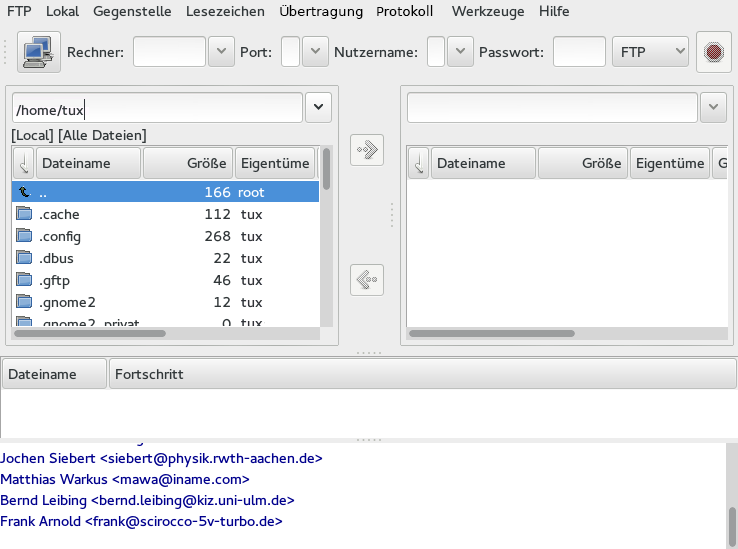 FTP Lokal Gegenstelle Lesezeichen Übertragung Protokoll Werkzeuge Hilfe
Rechner: Port: Nutzername: Passwort: FTP
/home/tux
[Local] [Alle Dateien]
Dateiname Größe Eigentüme Dateiname Größe Eigentüme G
.. 166 root
.cache 112 tux
.config 268 tux
.dbus 22 tux
.gftp 46 tux
.gnome2 12 tux
.gnome2_privat 0 tux
Dateiname Fortschritt
Jochen Siebert <siebert@physik.rwth-aachen.de>
Matthias Warkus <mawa@iname.com>
Bernd Leibing <bernd.leibing@kiz.uni-ulm.de>
Frank Arnold <frank@scirocco-5v-turbo.de>